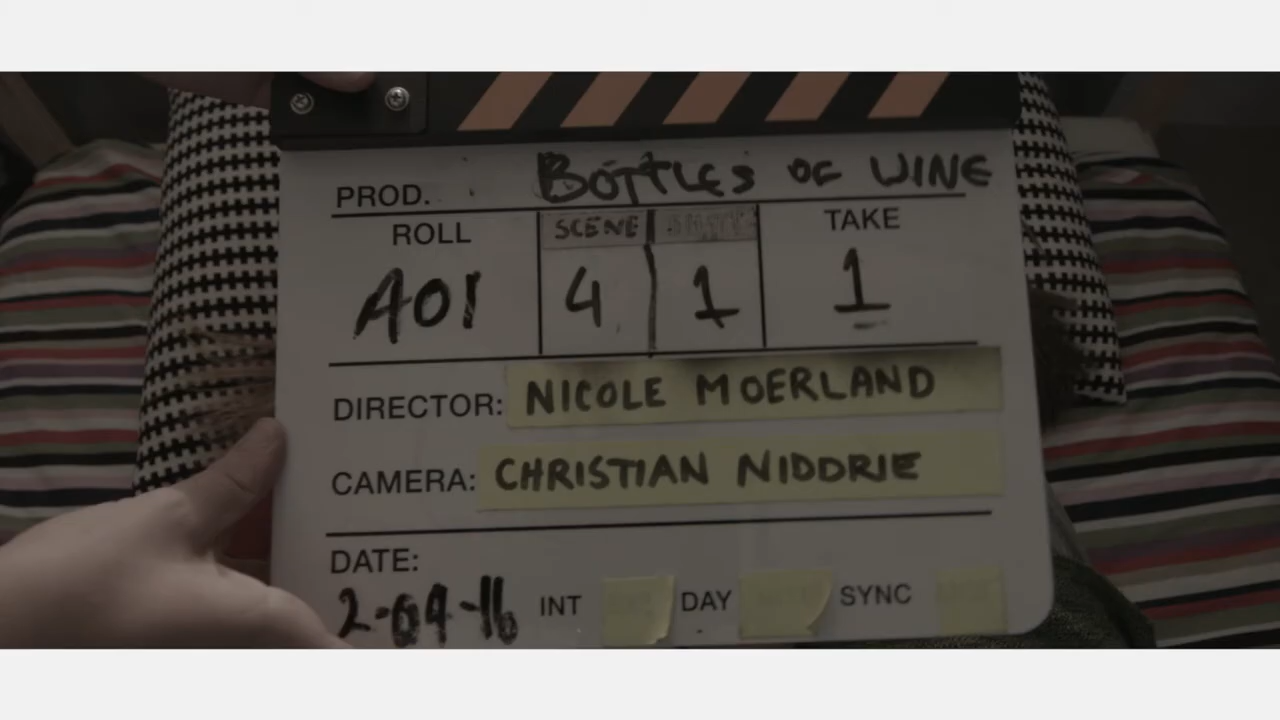 PROD. BOTTLES OF WINE
ROLL SCENE TAKE
A01 4 1 1
DIRECTOR: NICOLE MOERLAND
CAMERA: CHRISTIAN NIDDRIE
DATE:
2-04-16 INT DAY SYNC